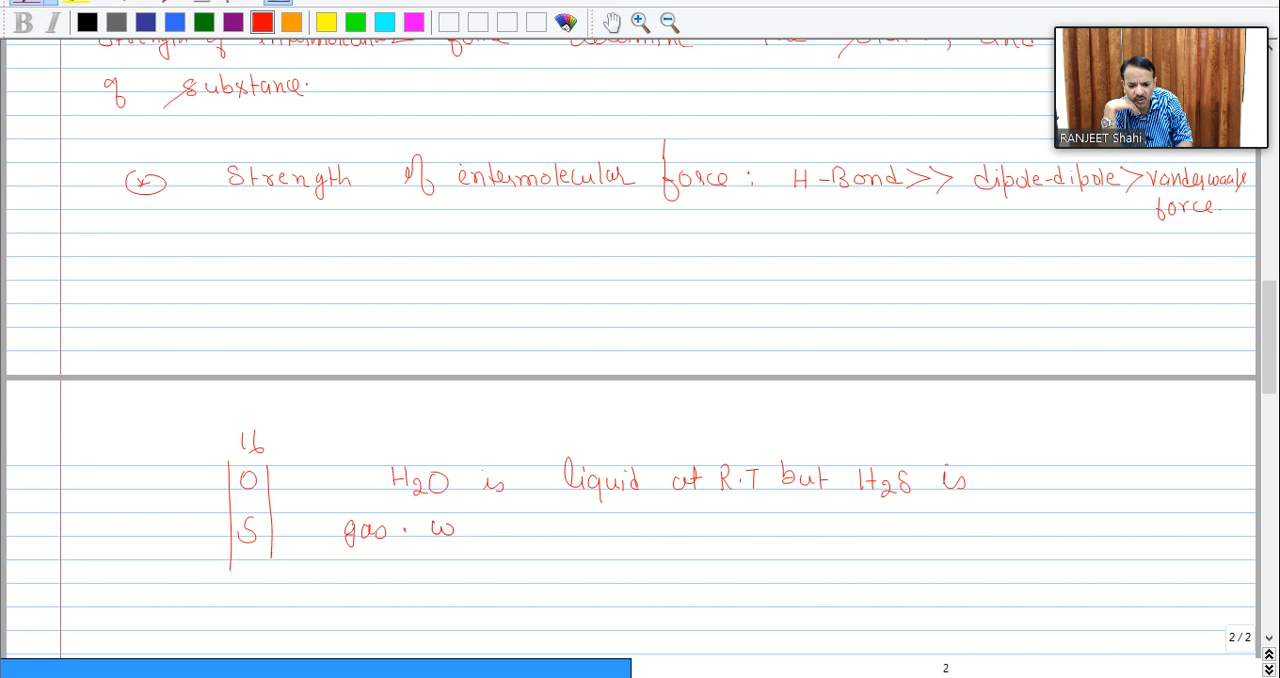 B I
of substance.
RANJEET Shahi
Strength of intermolecular force : H-Bond >> dipole-dipole > vanderwaals
force.
16
O H2O is liquid at R.T but H2S is
S gas. w
2 / 2
2